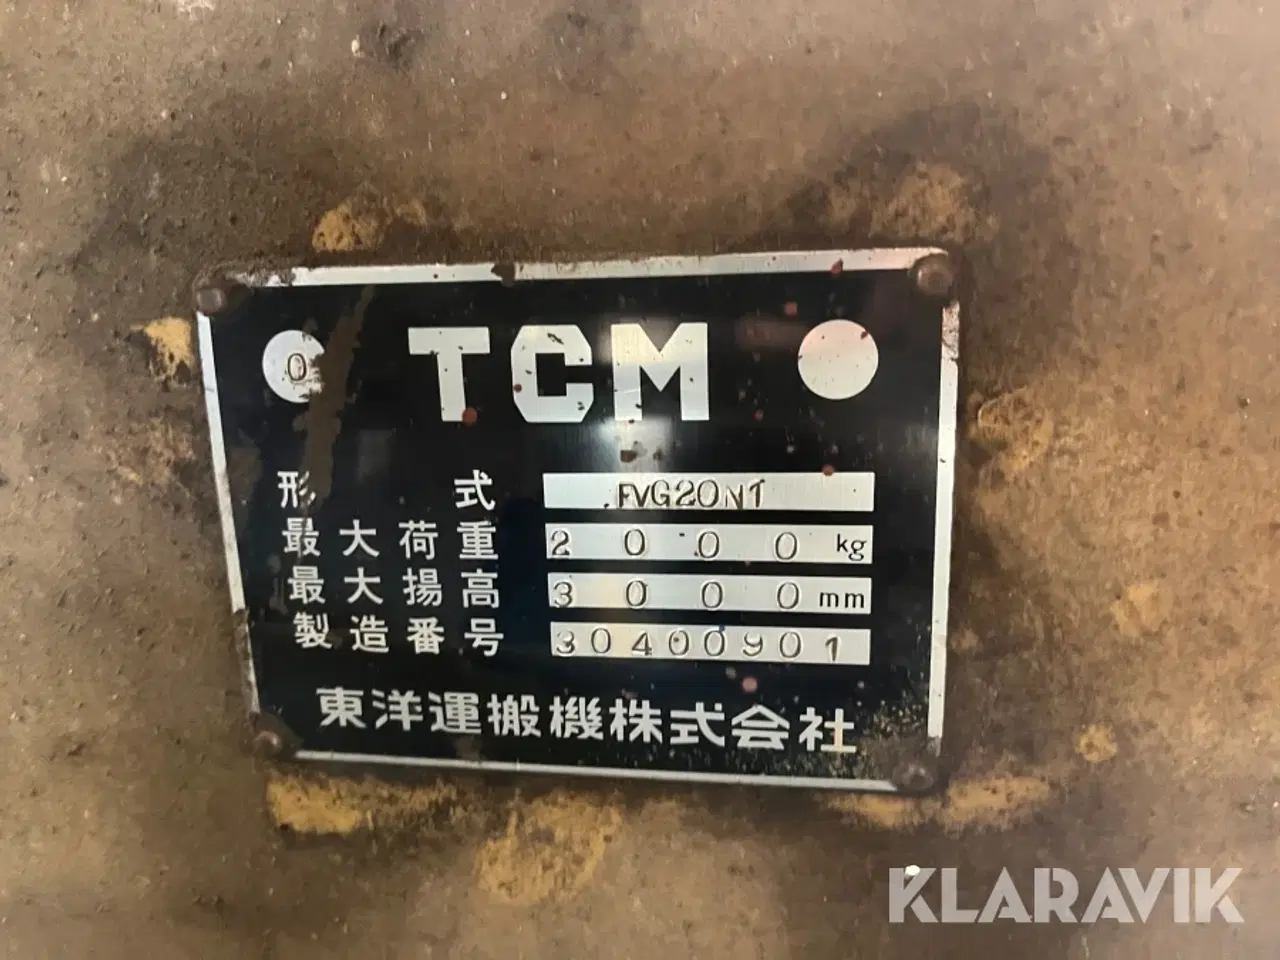 0 TCM
形式 FVG20N1
最大荷重 2000 kg
最大揚高 3000 mm
製造番号 30400901
東洋運搬機株式会社
KLARAVIK